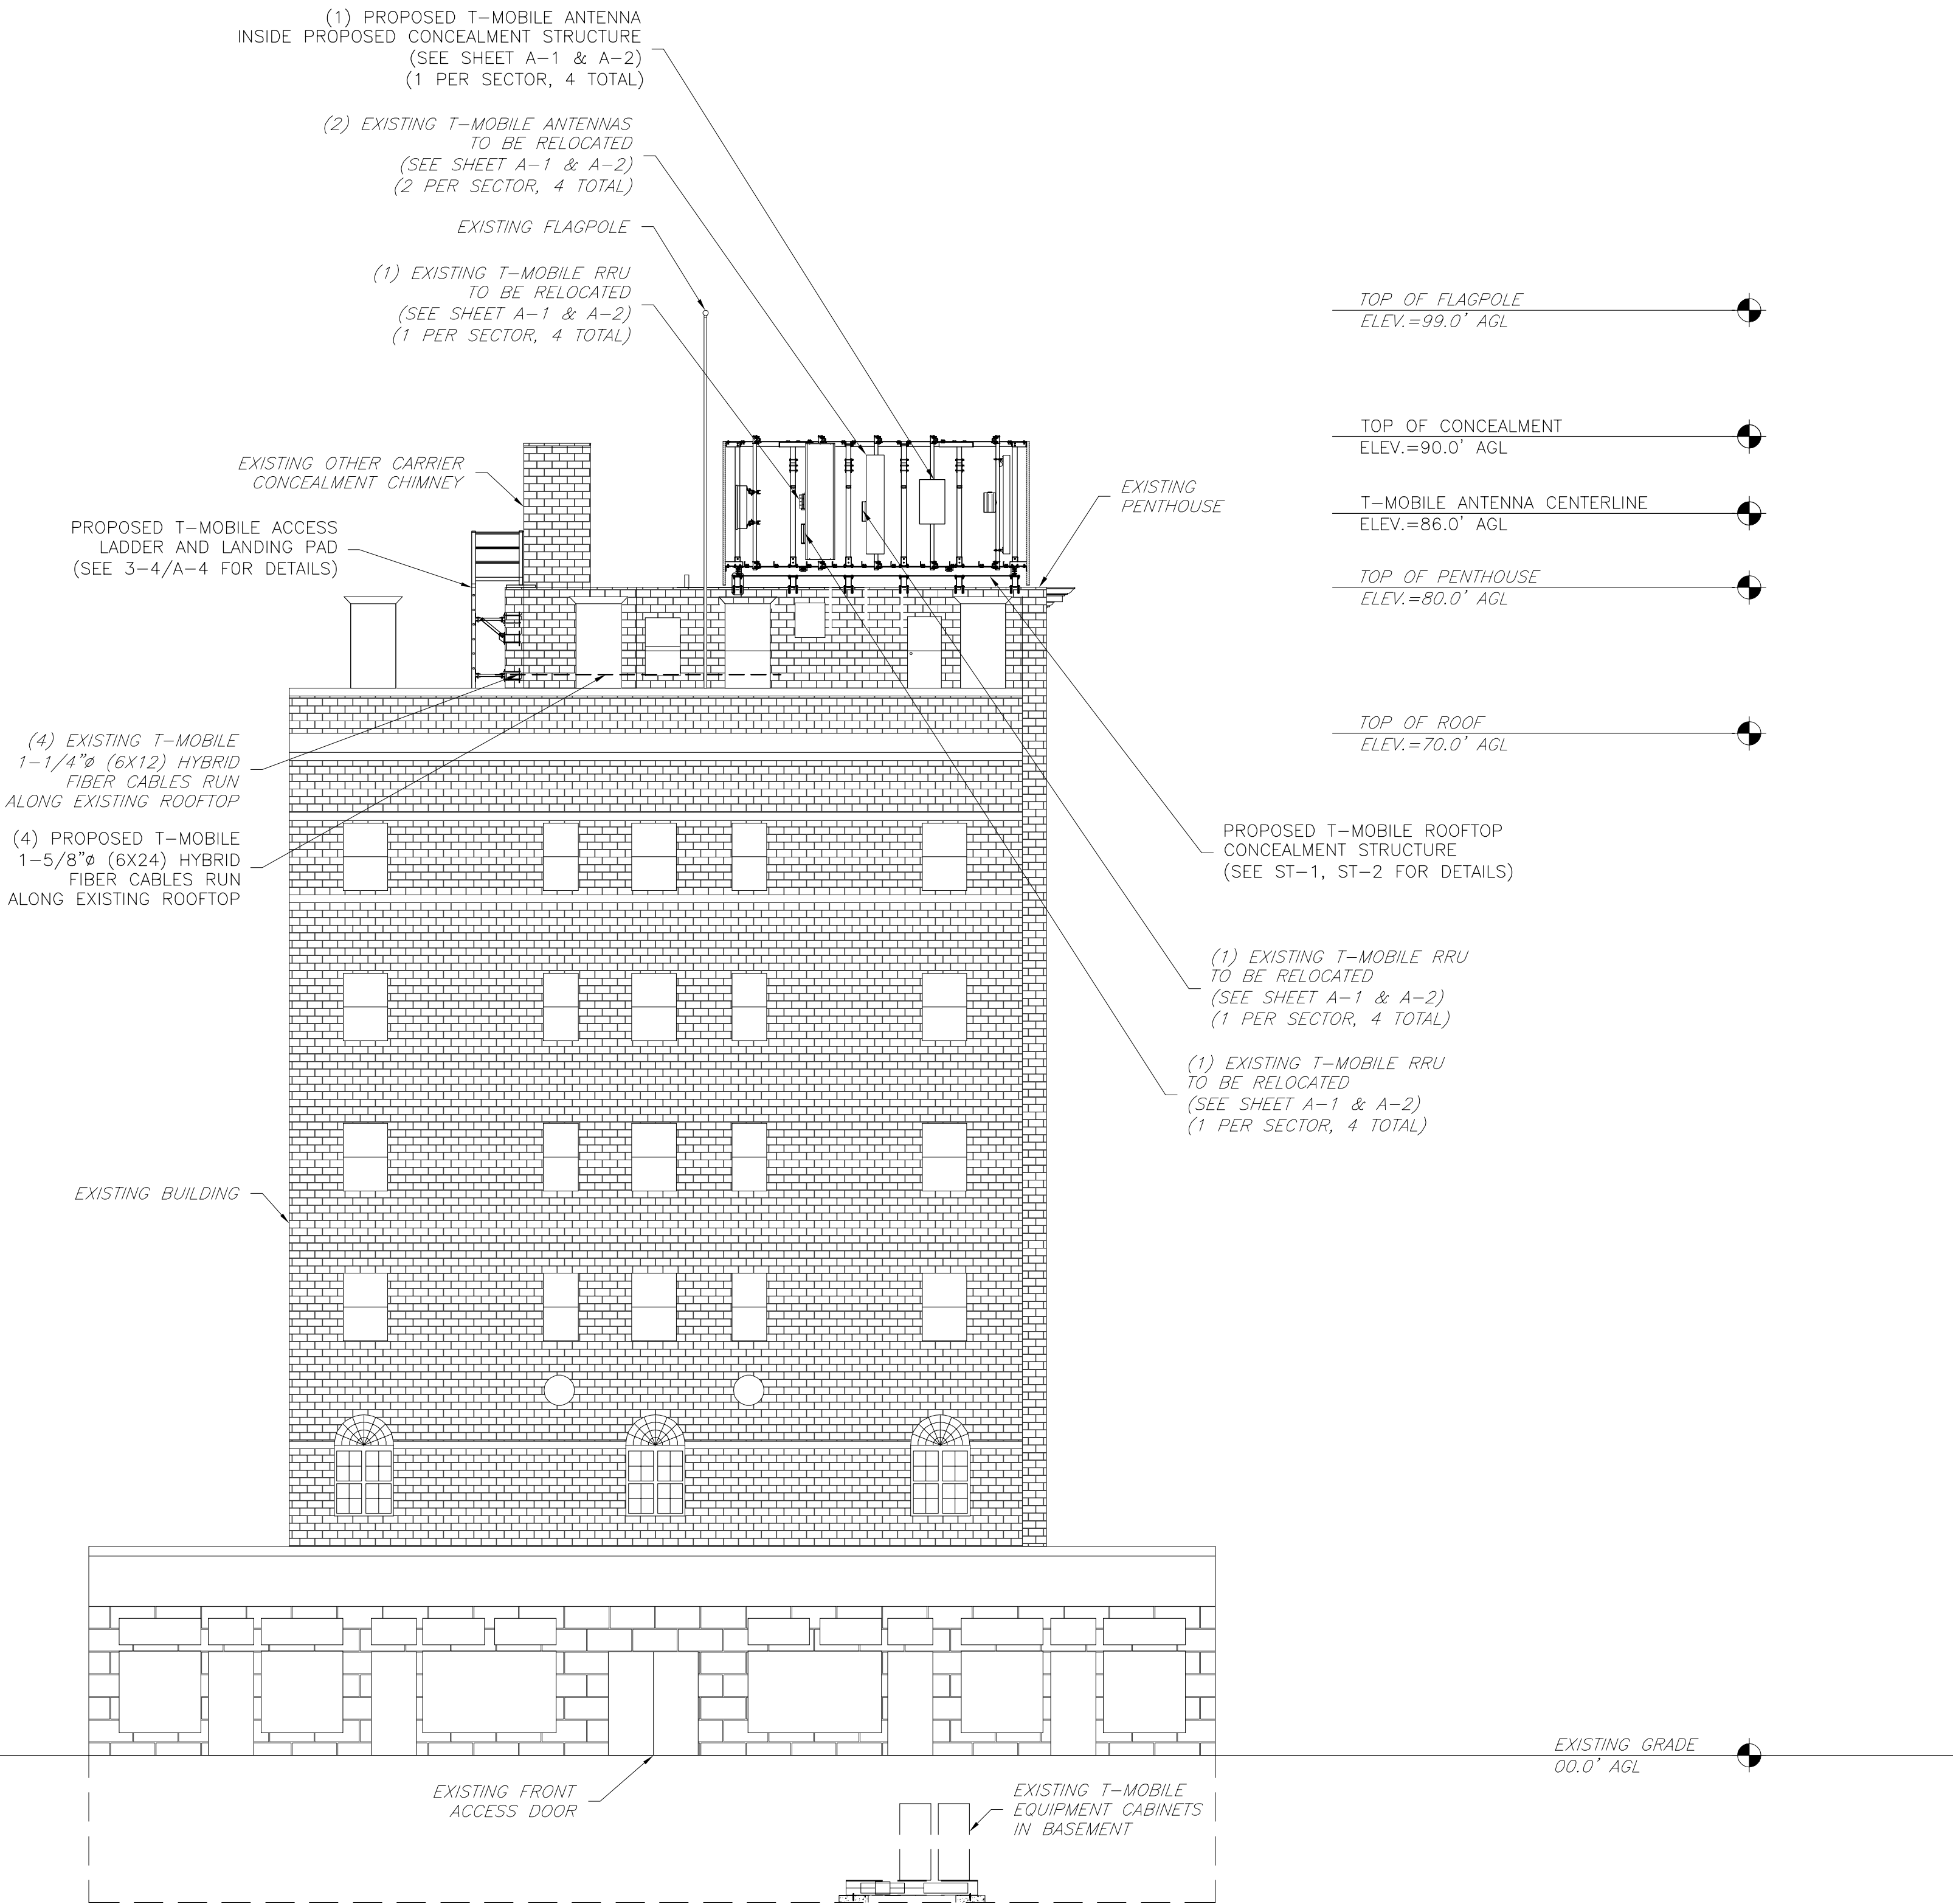 (1) PROPOSED T-MOBILE ANTENNA
INSIDE PROPOSED CONCEALMENT STRUCTURE
(SEE SHEET A-1 & A-2)
(1 PER SECTOR, 4 TOTAL)
(2) EXISTING T-MOBILE ANTENNAS
TO BE RELOCATED
(SEE SHEET A-1 & A-2)
(2 PER SECTOR, 4 TOTAL)
EXISTING FLAGPOLE
(1) EXISTING T-MOBILE RRU
TO BE RELOCATED
(SEE SHEET A-1 & A-2)
(1 PER SECTOR, 4 TOTAL)
TOP OF FLAGPOLE
ELEV.=99.0' AGL
TOP OF CONCEALMENT
ELEV.=90.0' AGL
EXISTING OTHER CARRIER
CONCEALMENT CHIMNEY
EXISTING
PENTHOUSE
T-MOBILE ANTENNA CENTERLINE
ELEV.=86.0' AGL
PROPOSED T-MOBILE ACCESS
LADDER AND LANDING PAD
(SEE 3-4/A-4 FOR DETAILS)
TOP OF PENTHOUSE
ELEV.=80.0' AGL
TOP OF ROOF
ELEV.=70.0' AGL
(4) EXISTING T-MOBILE
1-1/4"ø (6X12) HYBRID
FIBER CABLES RUN
ALONG EXISTING ROOFTOP
(4) PROPOSED T-MOBILE
1-5/8"ø (6X24) HYBRID
FIBER CABLES RUN
ALONG EXISTING ROOFTOP
PROPOSED T-MOBILE ROOFTOP
CONCEALMENT STRUCTURE
(SEE ST-1, ST-2 FOR DETAILS)
(1) EXISTING T-MOBILE RRU
TO BE RELOCATED
(SEE SHEET A-1 & A-2)
(1 PER SECTOR, 4 TOTAL)
(1) EXISTING T-MOBILE RRU
TO BE RELOCATED
(SEE SHEET A-1 & A-2)
(1 PER SECTOR, 4 TOTAL)
EXISTING BUILDING
EXISTING GRADE
00.0' AGL
EXISTING FRONT
ACCESS DOOR
EXISTING T-MOBILE
EQUIPMENT CABINETS
IN BASEMENT